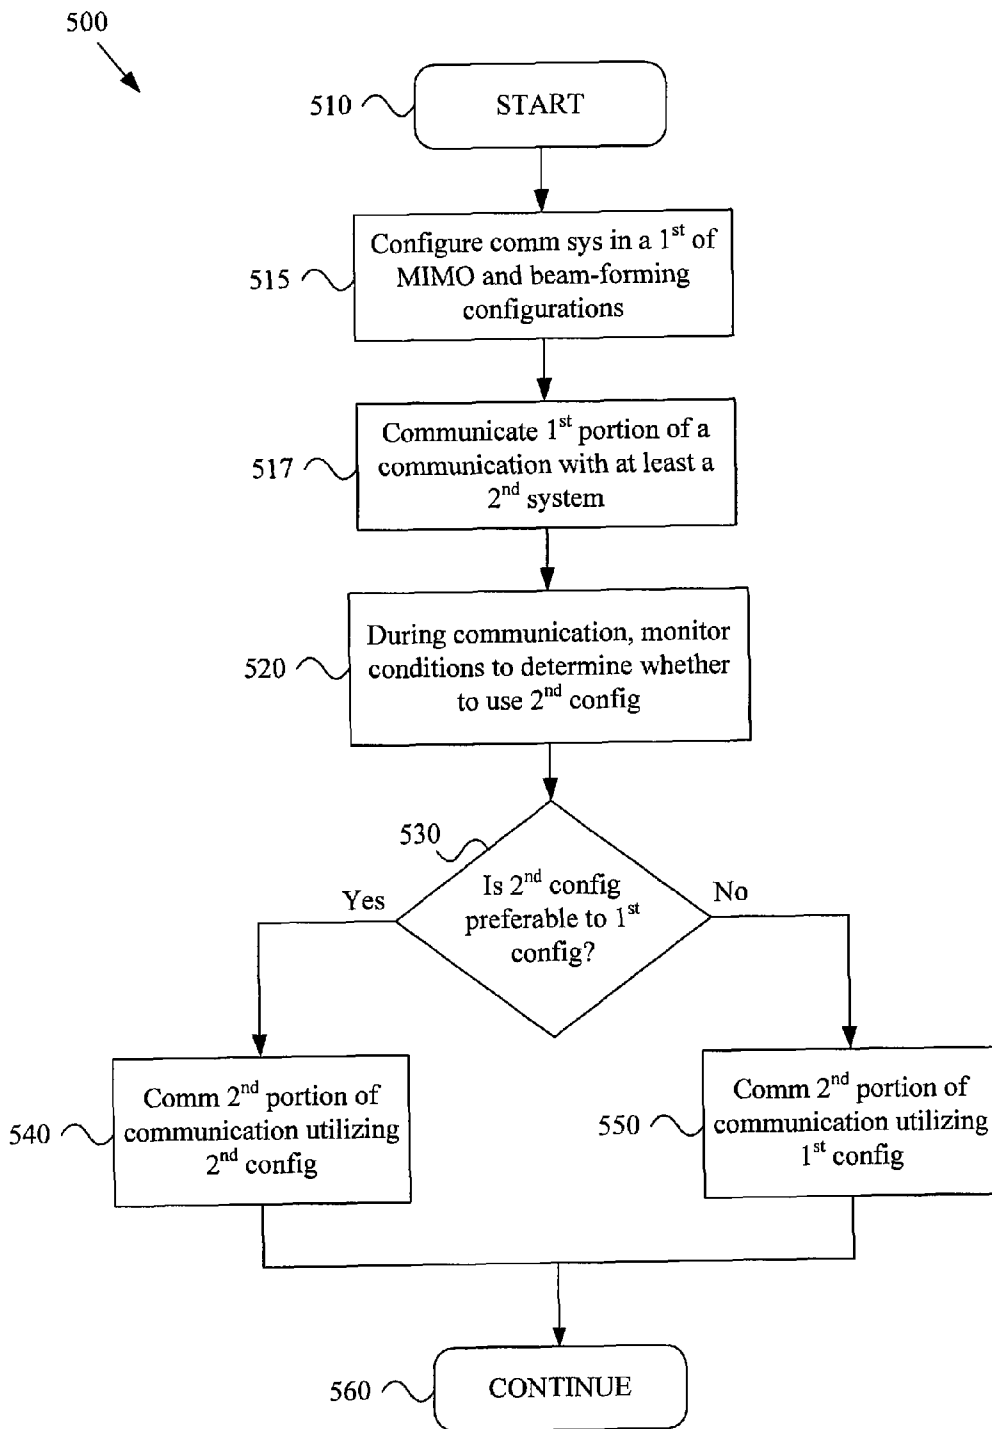 500
510
START
515
Configure comm sys in a 1st of
MIMO and beam-forming
configurations
517
Communicate 1st portion of a
communication with at least a
2nd system
520
During communication, monitor
conditions to determine whether
to use 2nd config
530
Is 2nd config
preferable to 1st
config?
Yes
No
540
Comm 2nd portion of
communication utilizing
2nd config
550
Comm 2nd portion of
communication utilizing
1st config
560
CONTINUE